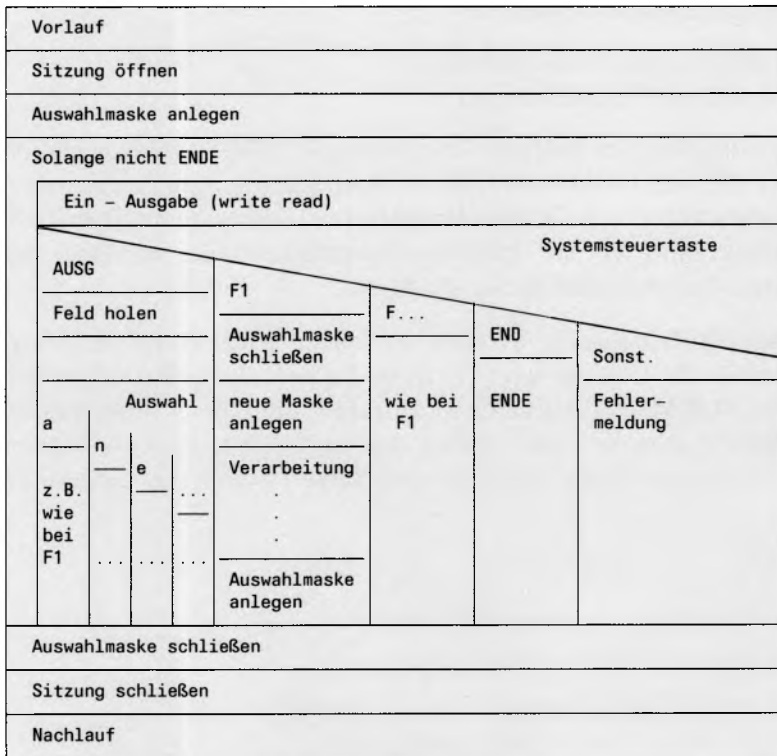 Vorlauf
Sitzung öffnen
Auswahlmaske anlegen
Solange nicht ENDE
Ein - Ausgabe (write read)
Systemsteuertaste
AUSG
Feld holen
Auswahl
a
n
e
...
z.B.
wie
bei
F1
. . . . . . . .
F1
Auswahlmaske
schließen
neue Maske
anlegen
Verarbeitung
.
.
.
Auswahlmaske
anlegen
F...
wie bei
F1
END
ENDE
Sonst.
Fehler-
meldung
Auswahlmaske schließen
Sitzung schließen
Nachlauf